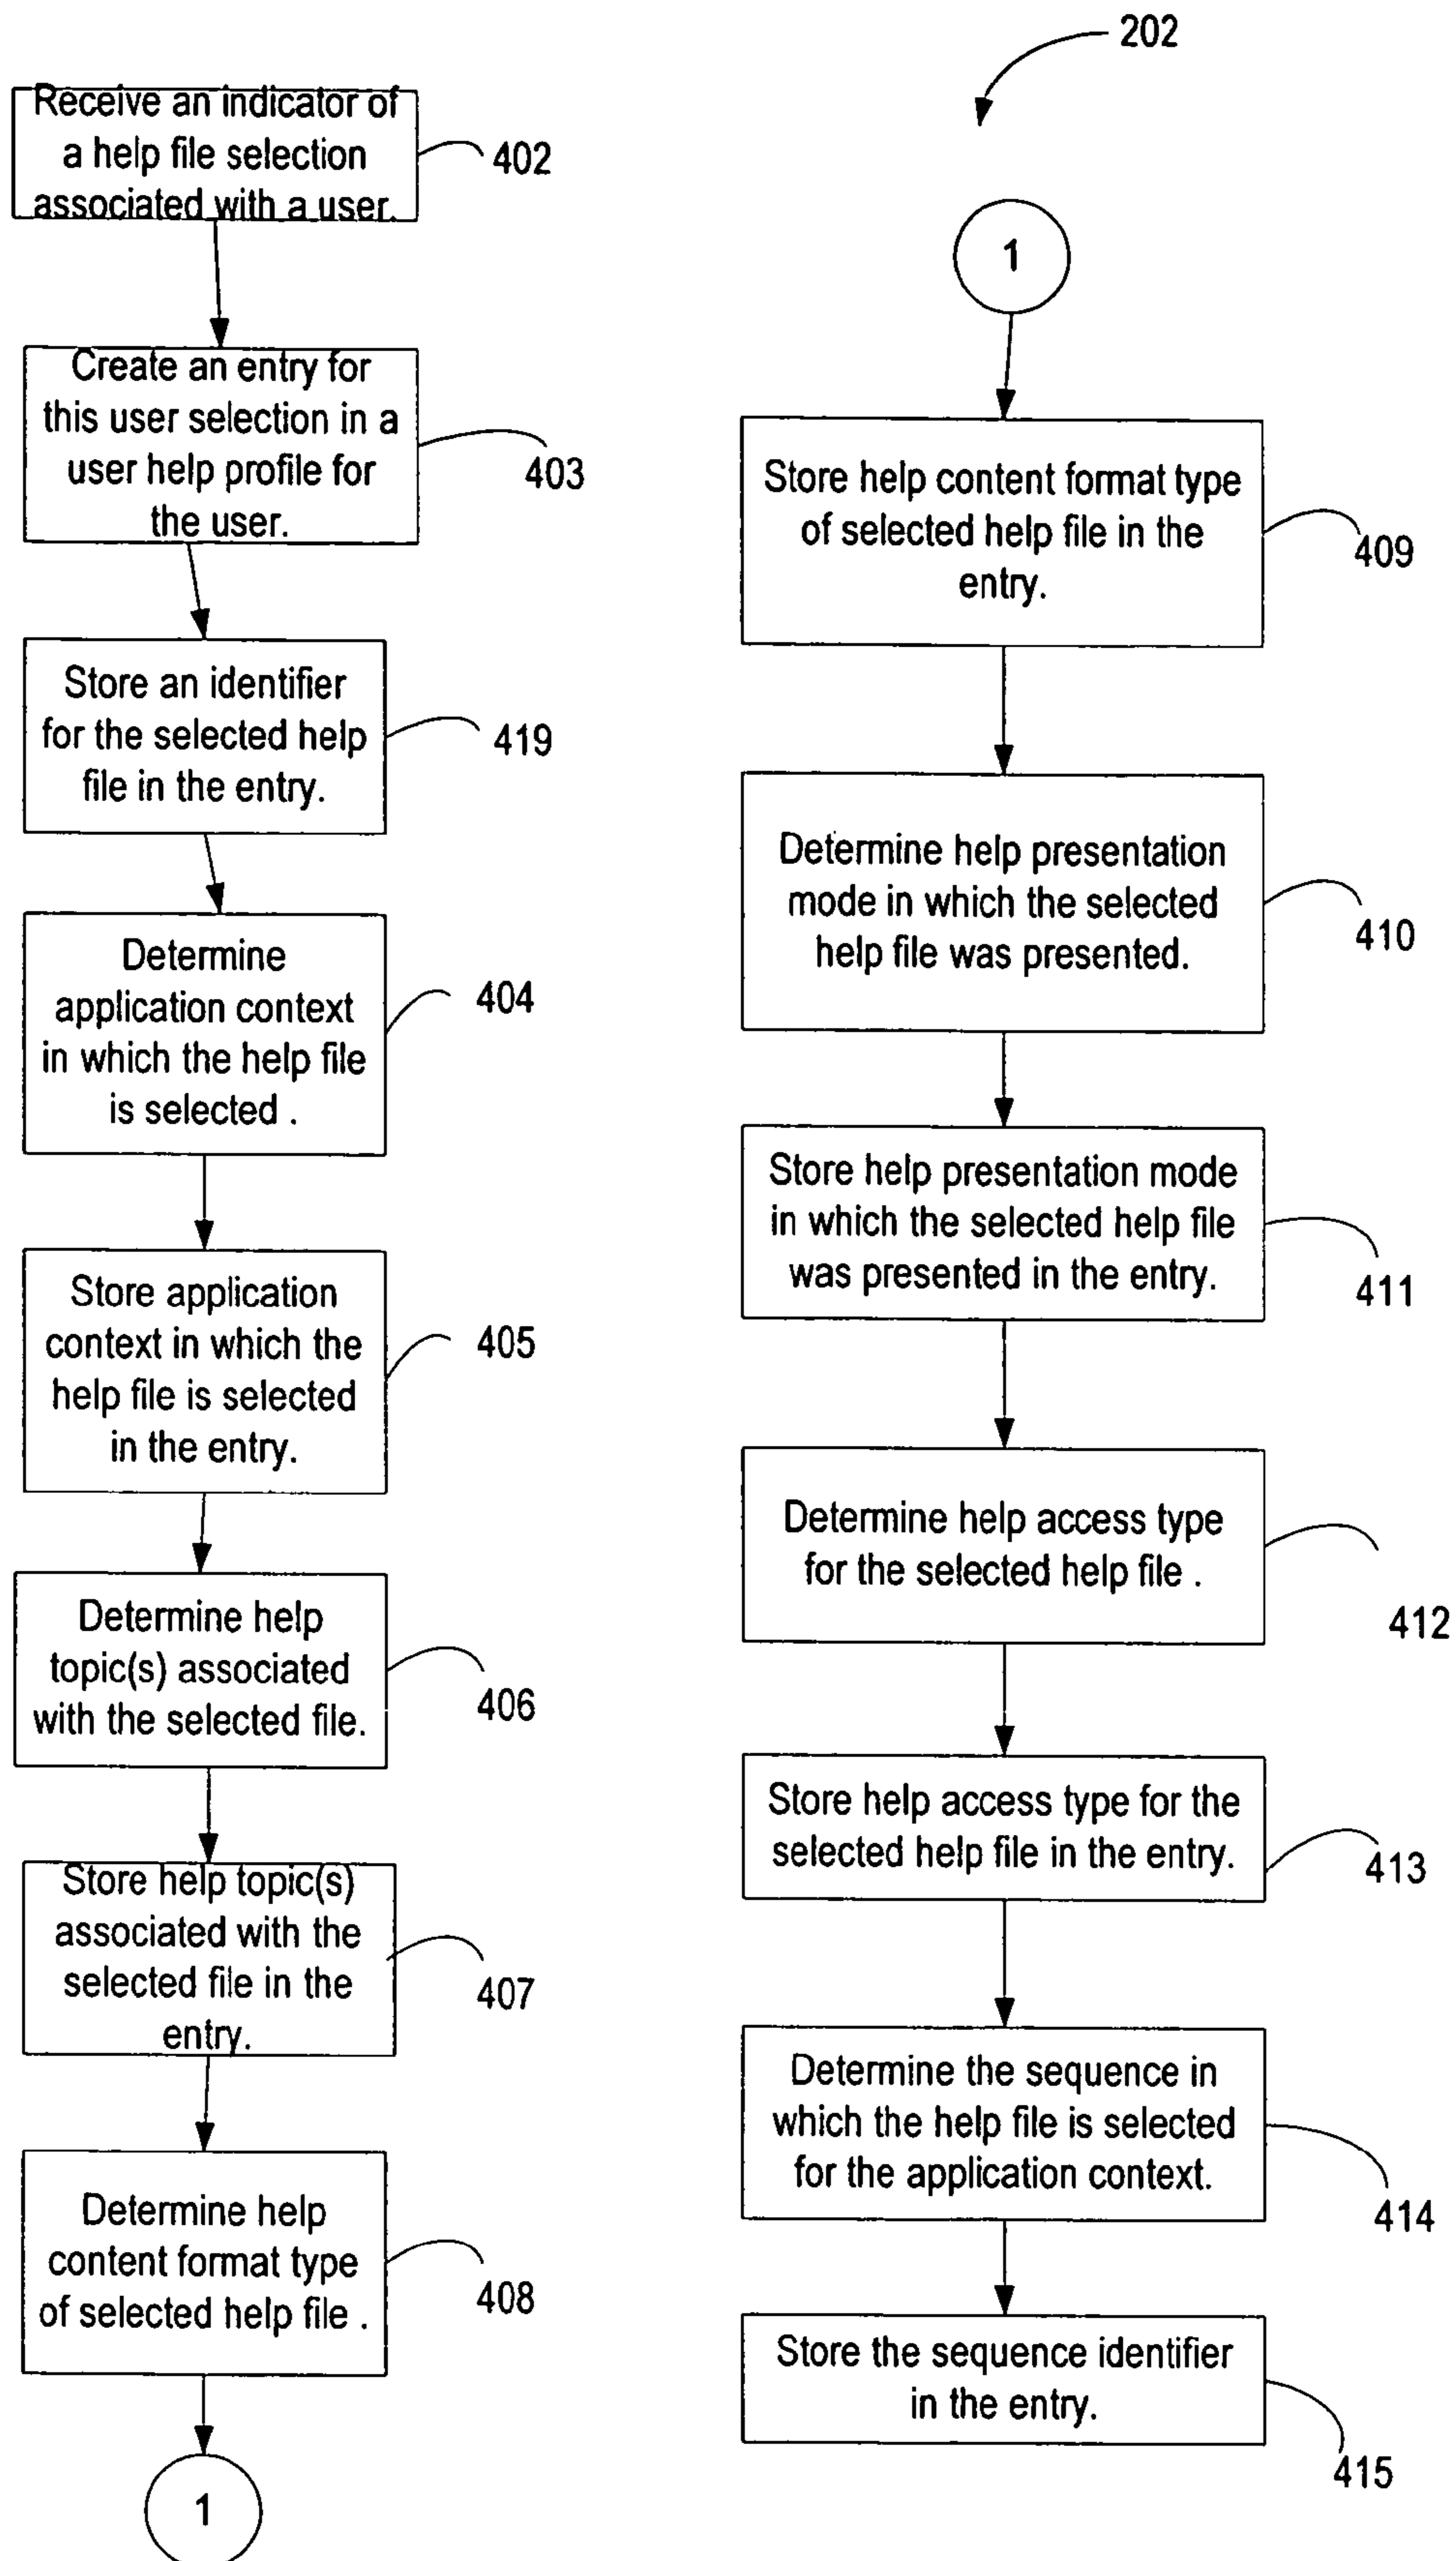 Receive an indicator of
a help file selection
associated with a user.
402
Create an entry for
this user selection in a
user help profile for
the user.
403
Store an identifier
for the selected help
file in the entry.
419
Determine
application context
in which the help file
is selected .
404
Store application
context in which the
help file is selected
in the entry.
405
Determine help
topic(s) associated
with the selected file.
406
Store help topic(s)
associated with the
selected file in the
entry.
407
Determine help
content format type
of selected help file .
408
1
202
1
Store help content format type
of selected help file in the
entry.
409
Determine help presentation
mode in which the selected
help file was presented.
410
Store help presentation mode
in which the selected help file
was presented in the entry.
411
Determine help access type
for the selected help file .
412
Store help access type for the
selected help file in the entry.
413
Determine the sequence in
which the help file is selected
for the application context.
414
Store the sequence identifier
in the entry.
415